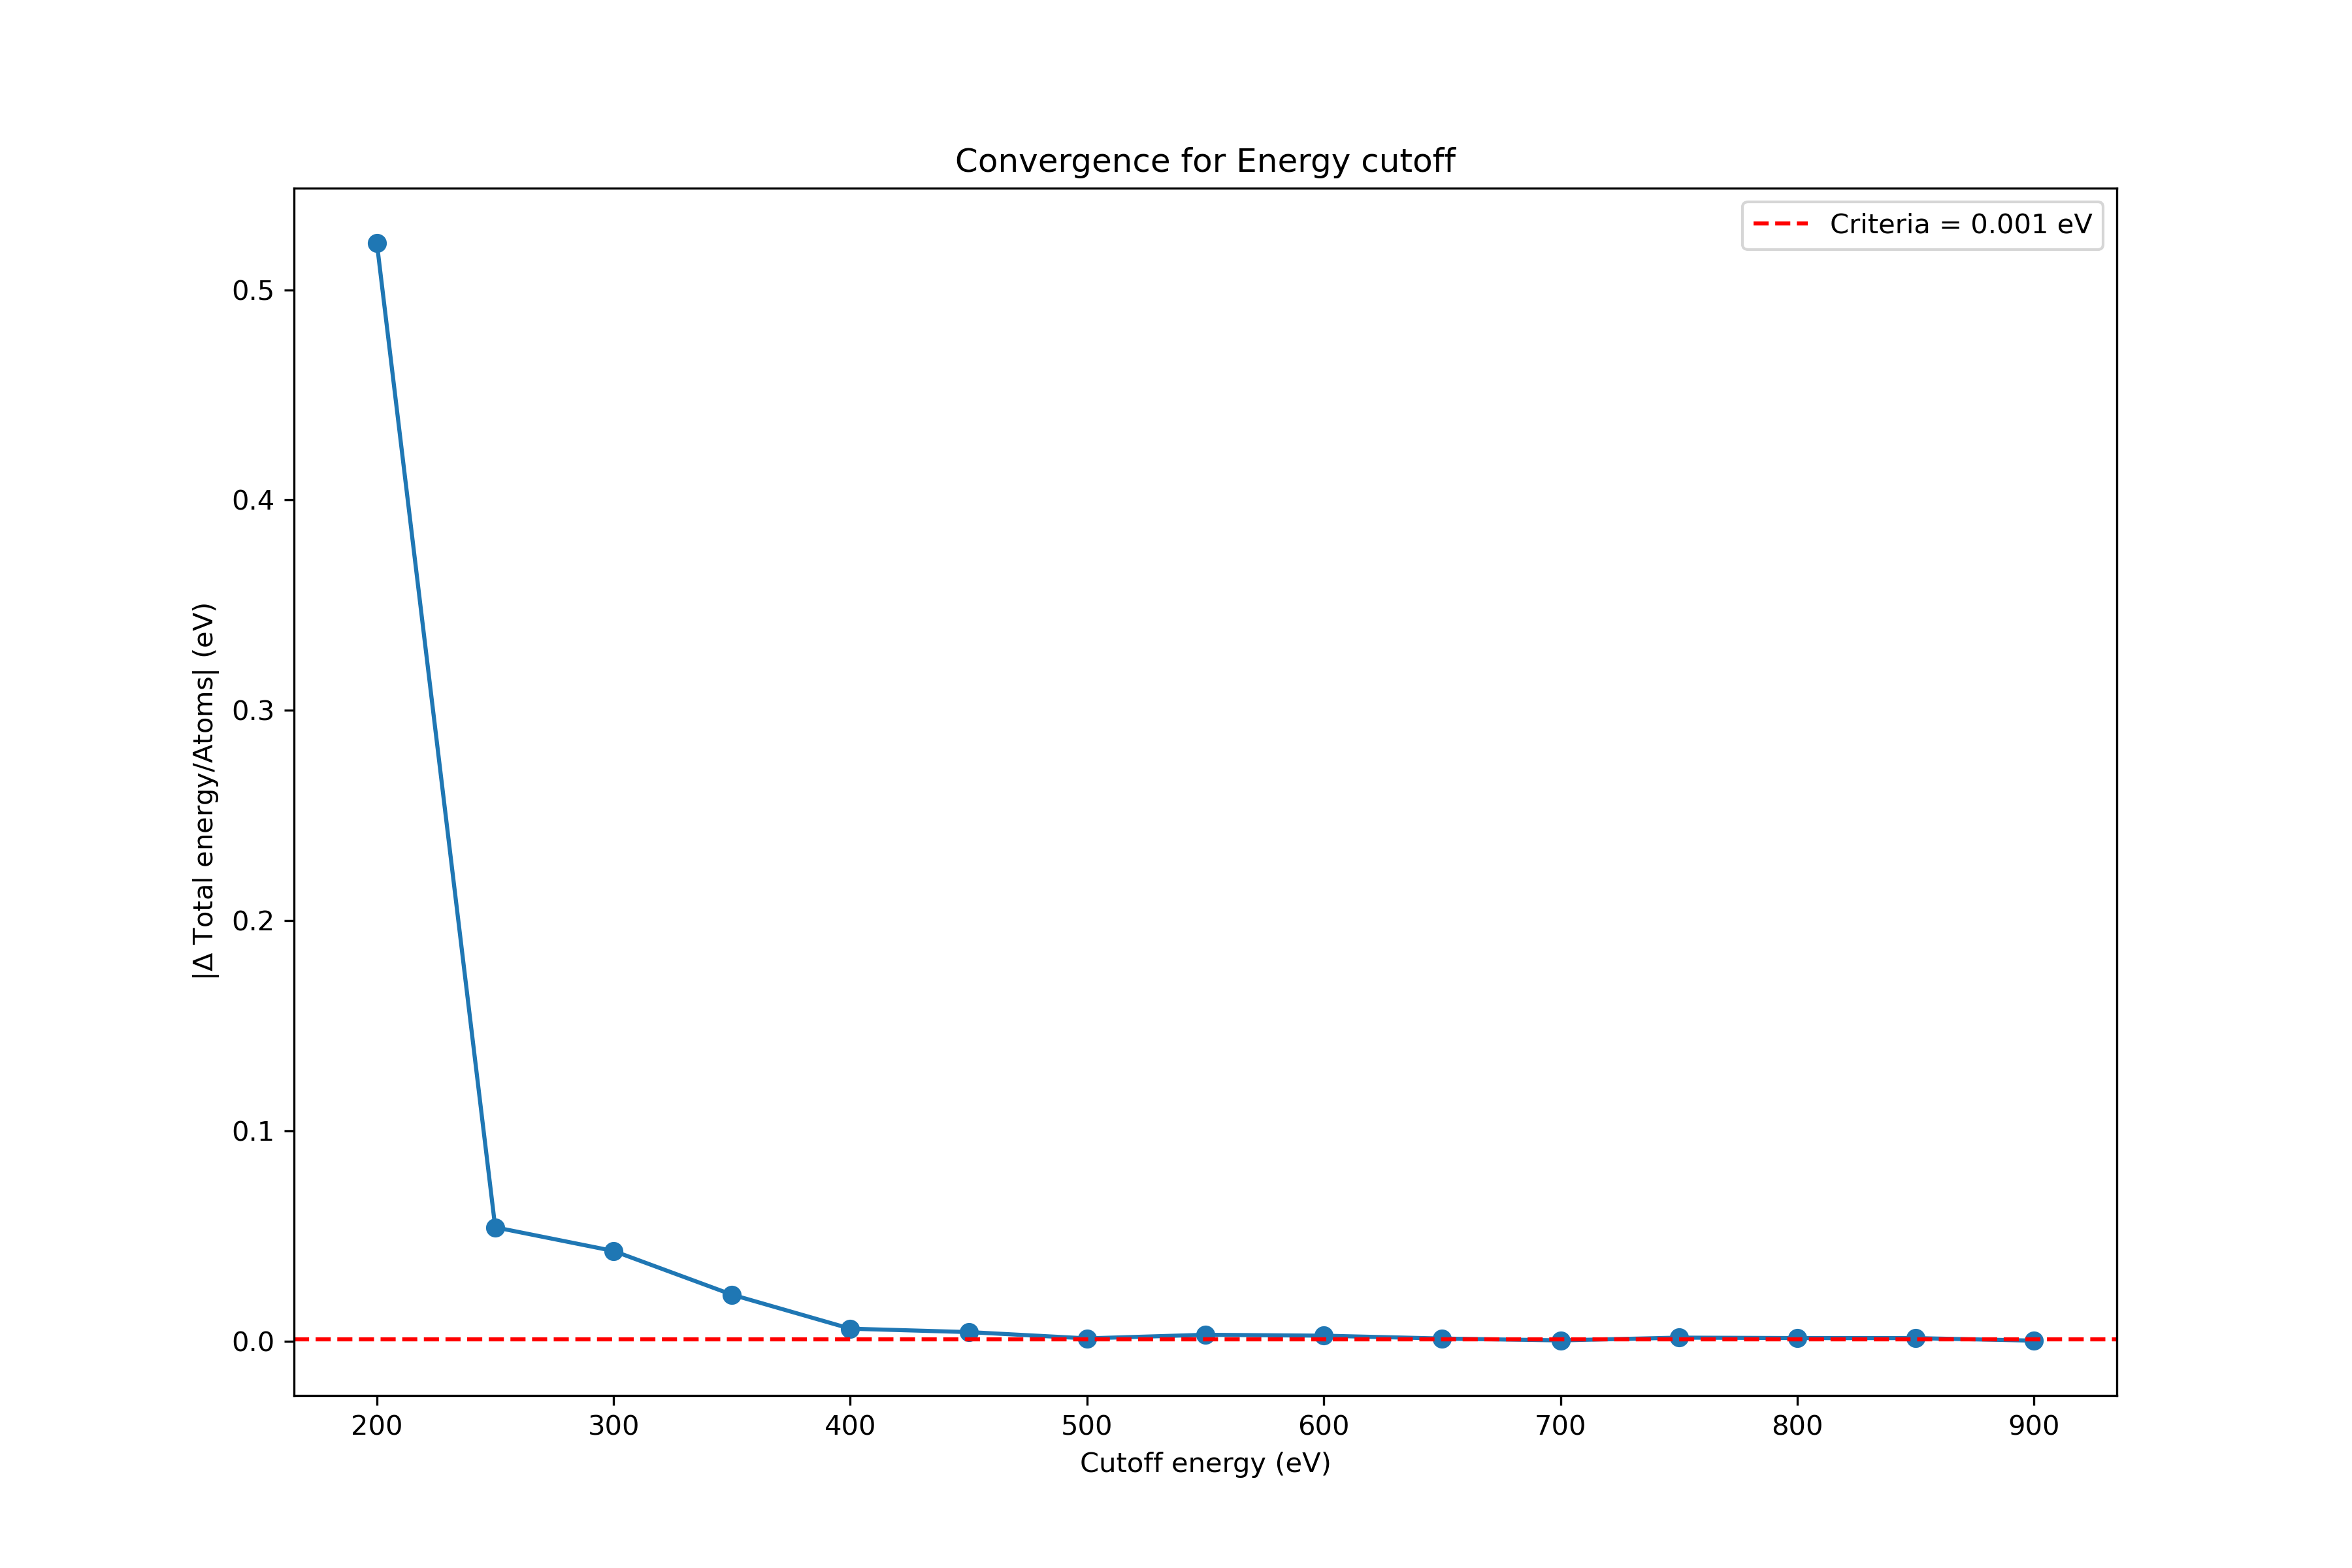 Convergence for Energy cutoff
Criteria = 0.001 eV
|Δ Total energy/Atoms| (eV)
0.5
0.4
0.3
0.2
0.1
0.0
200 300 400 500 600 700 800 900
Cutoff energy (eV)